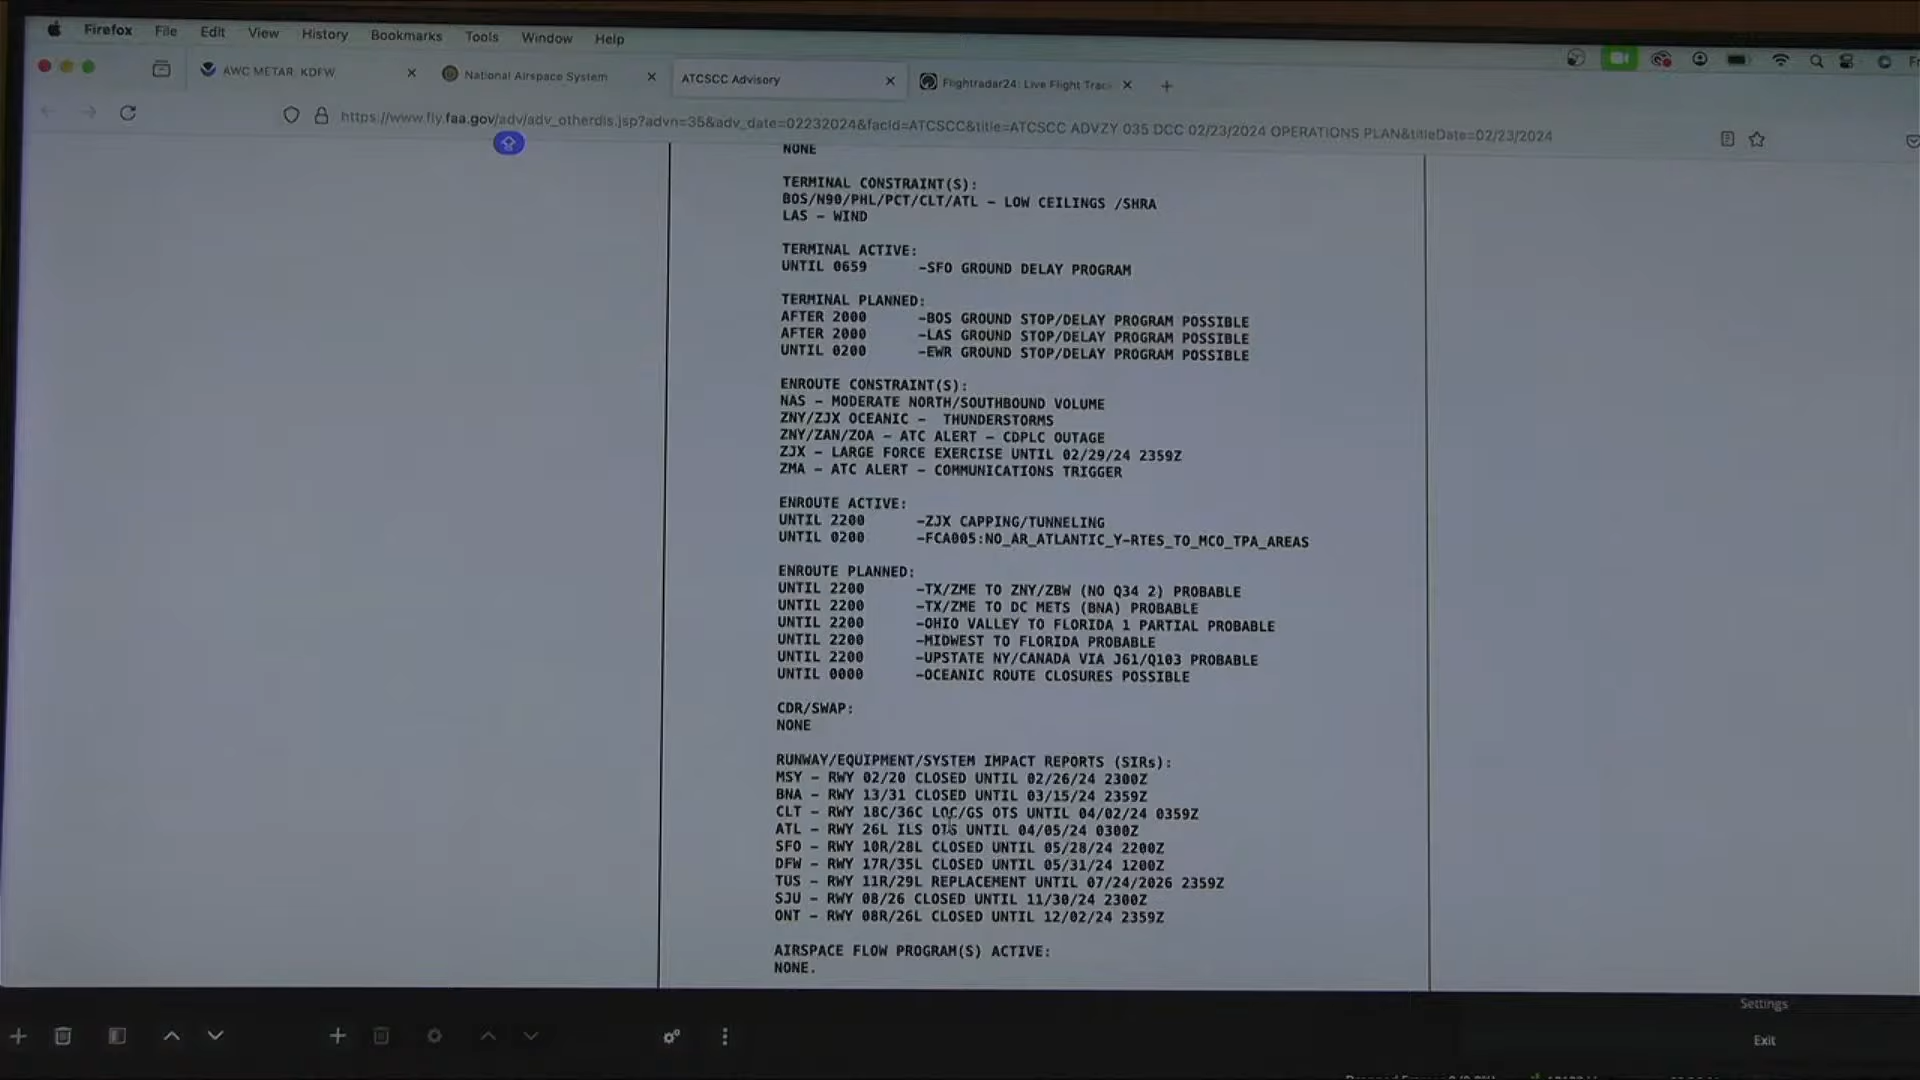 Firefox File Edit View History Bookmarks Tools Window Help
AWC METAR: KDFW National Airspace System ATCSCC Advisory Flightradar24: Live Flight Trac
https://www.fly.faa.gov/adv/adv_otherdis.jsp?advn=35&adv_date=02232024&facId=ATCSCC&title=ATCSCC ADVZY 035 DCC 02/23/2024 OPERATIONS PLAN&titleDate=02/23/2024
NONE
TERMINAL CONSTRAINT(S):
BOS/N90/PHL/PCT/CLT/ATL - LOW CEILINGS /SHRA
LAS - WIND
TERMINAL ACTIVE:
UNTIL 0659 -SFO GROUND DELAY PROGRAM
TERMINAL PLANNED:
AFTER 2000 -BOS GROUND STOP/DELAY PROGRAM POSSIBLE
AFTER 2000 -LAS GROUND STOP/DELAY PROGRAM POSSIBLE
UNTIL 0200 -EWR GROUND STOP/DELAY PROGRAM POSSIBLE
ENROUTE CONSTRAINT(S):
NAS - MODERATE NORTH/SOUTHBOUND VOLUME
ZNY/ZJX OCEANIC - THUNDERSTORMS
ZNY/ZAN/ZOA - ATC ALERT - CDPLC OUTAGE
ZJX - LARGE FORCE EXERCISE UNTIL 02/29/24 2359Z
ZMA - ATC ALERT - COMMUNICATIONS TRIGGER
ENROUTE ACTIVE:
UNTIL 2200 -ZJX CAPPING/TUNNELING
UNTIL 0200 -FCA005:NO_AR_ATLANTIC_Y-RTES_TO_MCO_TPA_AREAS
ENROUTE PLANNED:
UNTIL 2200 -TX/ZME TO ZNY/ZBW (NO Q34 2) PROBABLE
UNTIL 2200 -TX/ZME TO DC METS (BNA) PROBABLE
UNTIL 2200 -OHIO VALLEY TO FLORIDA 1 PARTIAL PROBABLE
UNTIL 2200 -MIDWEST TO FLORIDA PROBABLE
UNTIL 2200 -UPSTATE NY/CANADA VIA J61/Q103 PROBABLE
UNTIL 0000 -OCEANIC ROUTE CLOSURES POSSIBLE
CDR/SWAP:
NONE
RUNWAY/EQUIPMENT/SYSTEM IMPACT REPORTS (SIRs):
MSY - RWY 02/20 CLOSED UNTIL 02/26/24 2300Z
BNA - RWY 13/31 CLOSED UNTIL 03/15/24 2359Z
CLT - RWY 18C/36C LOC/GS OTS UNTIL 04/02/24 0359Z
ATL - RWY 26L ILS OTS UNTIL 04/05/24 0300Z
SFO - RWY 10R/28L CLOSED UNTIL 05/28/24 2200Z
DFW - RWY 17R/35L CLOSED UNTIL 05/31/24 1200Z
TUS - RWY 11R/29L REPLACEMENT UNTIL 07/24/2026 2359Z
SJU - RWY 08/26 CLOSED UNTIL 11/30/24 2300Z
ONT - RWY 08R/26L CLOSED UNTIL 12/02/24 2359Z
AIRSPACE FLOW PROGRAM(S) ACTIVE:
NONE.
Settings
Exit